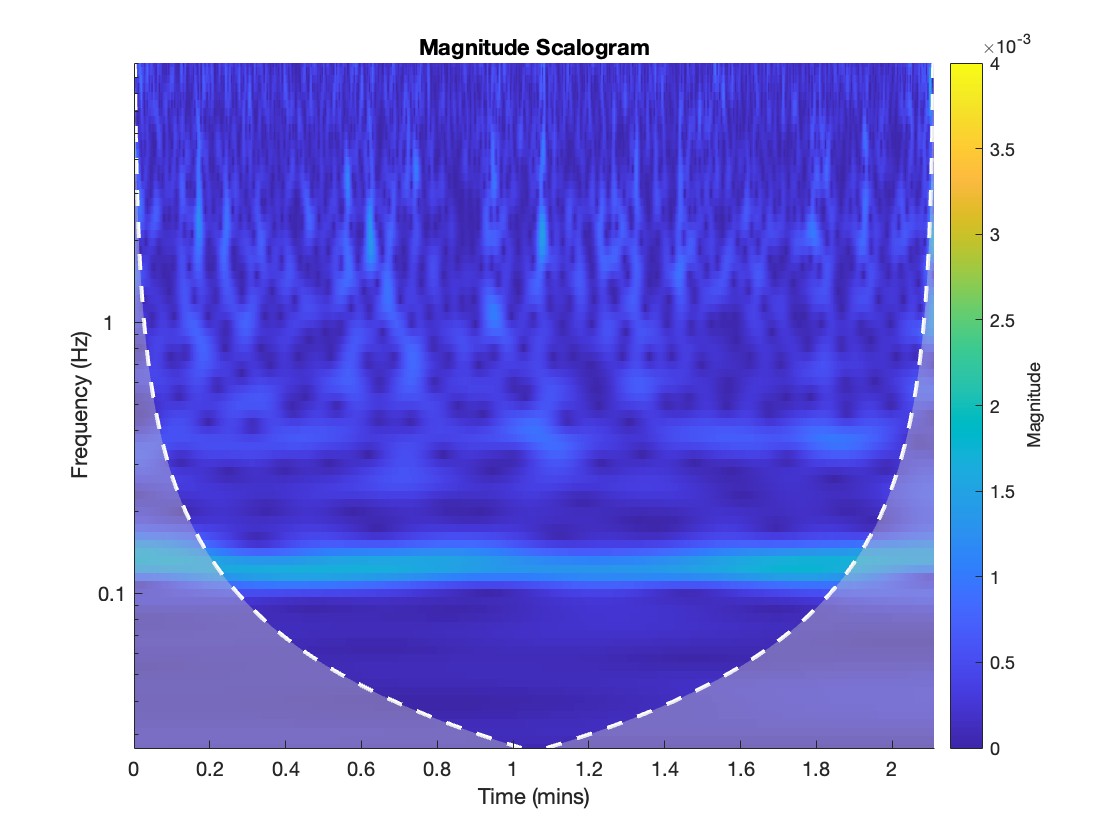 Magnitude Scalogram
×10⁻³
4
3.5
3
2.5
2
1.5
1
0.5
0
Magnitude
1
0.1
Frequency (Hz)
0 0.2 0.4 0.6 0.8 1 1.2 1.4 1.6 1.8 2
Time (mins)